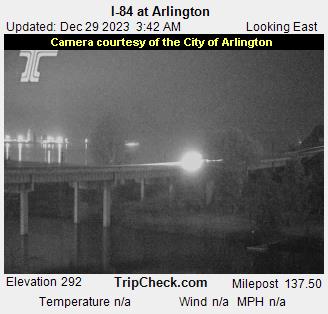 I-84 at Arlington
Updated: Dec 29 2023 3:42 AM Looking East
Camera courtesy of the City of Arlington
Elevation 292 TripCheck.com Milepost 137.50
Temperature n/a Wind n/a MPH n/a